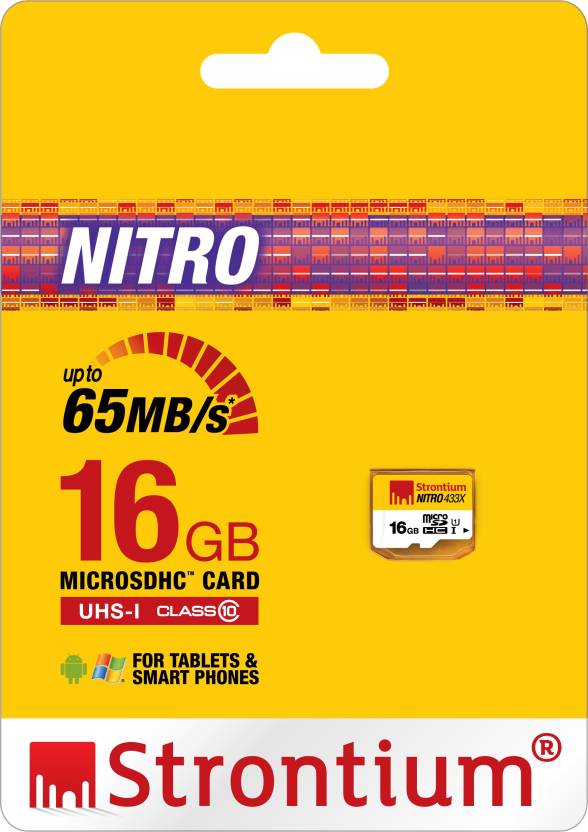 NITRO
up to
65MB/s*
16GB
MICROSDHC™ CARD
UHS-I CLASS 10
FOR TABLETS &
SMART PHONES
Strontium
NITRO 433X
16GB micro SD HC I U1
Strontium®